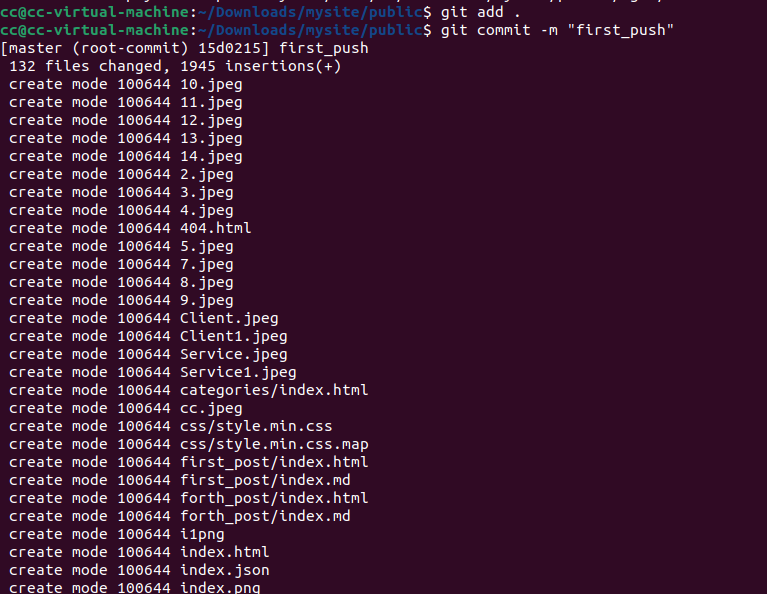 cc@cc-virtual-machine:~/Downloads/mysite/public$ git add .
cc@cc-virtual-machine:~/Downloads/mysite/public$ git commit -m "first_push"
[master (root-commit) 15d0215] first_push
 132 files changed, 1945 insertions(+)
 create mode 100644 10.jpeg
 create mode 100644 11.jpeg
 create mode 100644 12.jpeg
 create mode 100644 13.jpeg
 create mode 100644 14.jpeg
 create mode 100644 2.jpeg
 create mode 100644 3.jpeg
 create mode 100644 4.jpeg
 create mode 100644 404.html
 create mode 100644 5.jpeg
 create mode 100644 7.jpeg
 create mode 100644 8.jpeg
 create mode 100644 9.jpeg
 create mode 100644 Client.jpeg
 create mode 100644 Client1.jpeg
 create mode 100644 Service.jpeg
 create mode 100644 Service1.jpeg
 create mode 100644 categories/index.html
 create mode 100644 cc.jpeg
 create mode 100644 css/style.min.css
 create mode 100644 css/style.min.css.map
 create mode 100644 first_post/index.html
 create mode 100644 first_post/index.md
 create mode 100644 forth_post/index.html
 create mode 100644 forth_post/index.md
 create mode 100644 i1png
 create mode 100644 index.html
 create mode 100644 index.json
 create mode 100644 index.png